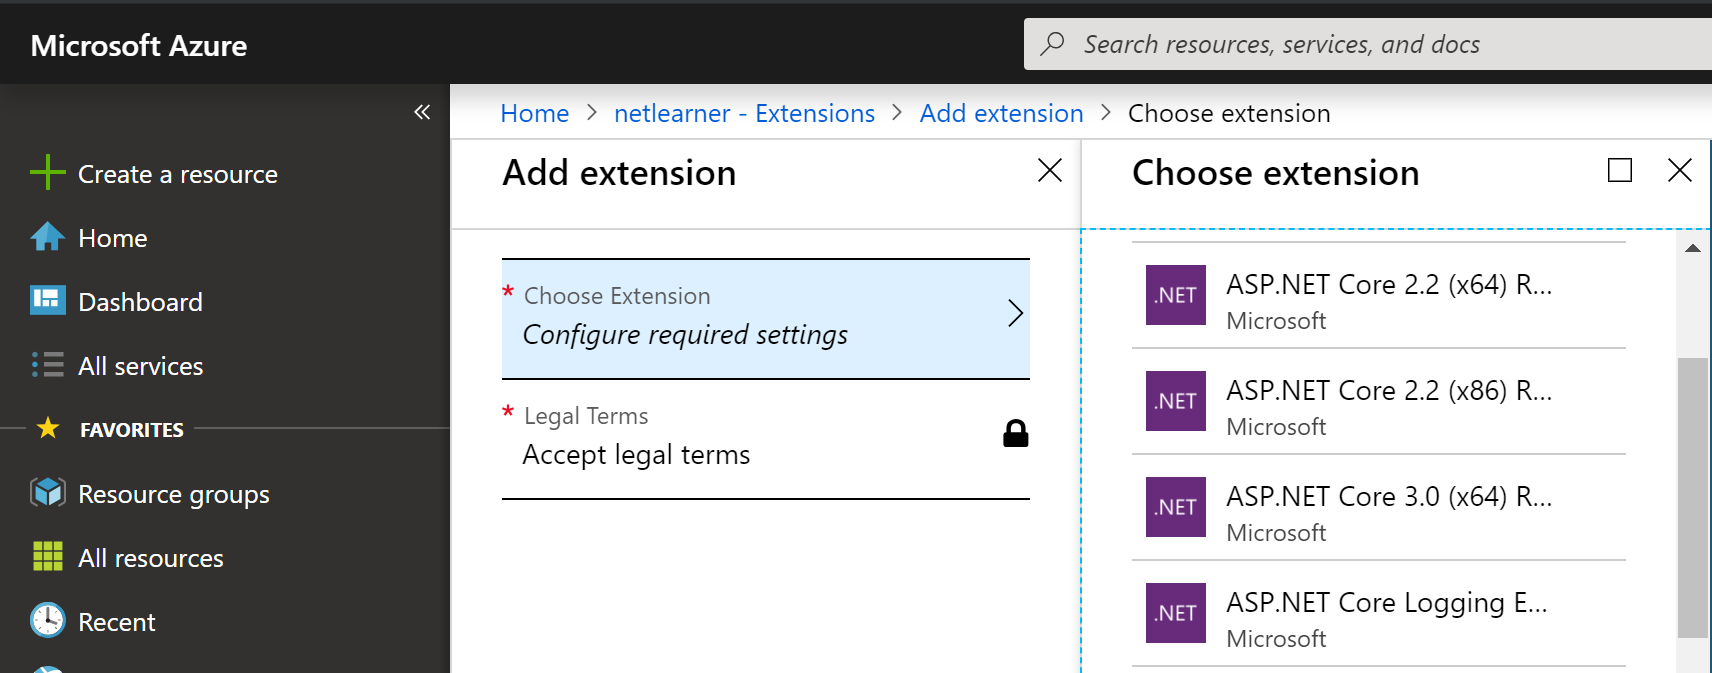 Microsoft Azure
Search resources, services, and docs
«
Home > netlearner - Extensions > Add extension > Choose extension
Create a resource
Home
Dashboard
All services
FAVORITES
Resource groups
All resources
Recent
Add extension
* Choose Extension
Configure required settings
* Legal Terms
Accept legal terms
Choose extension
.NET
ASP.NET Core 2.2 (x64) R...
Microsoft
.NET
ASP.NET Core 2.2 (x86) R...
Microsoft
.NET
ASP.NET Core 3.0 (x64) R...
Microsoft
.NET
ASP.NET Core Logging E...
Microsoft